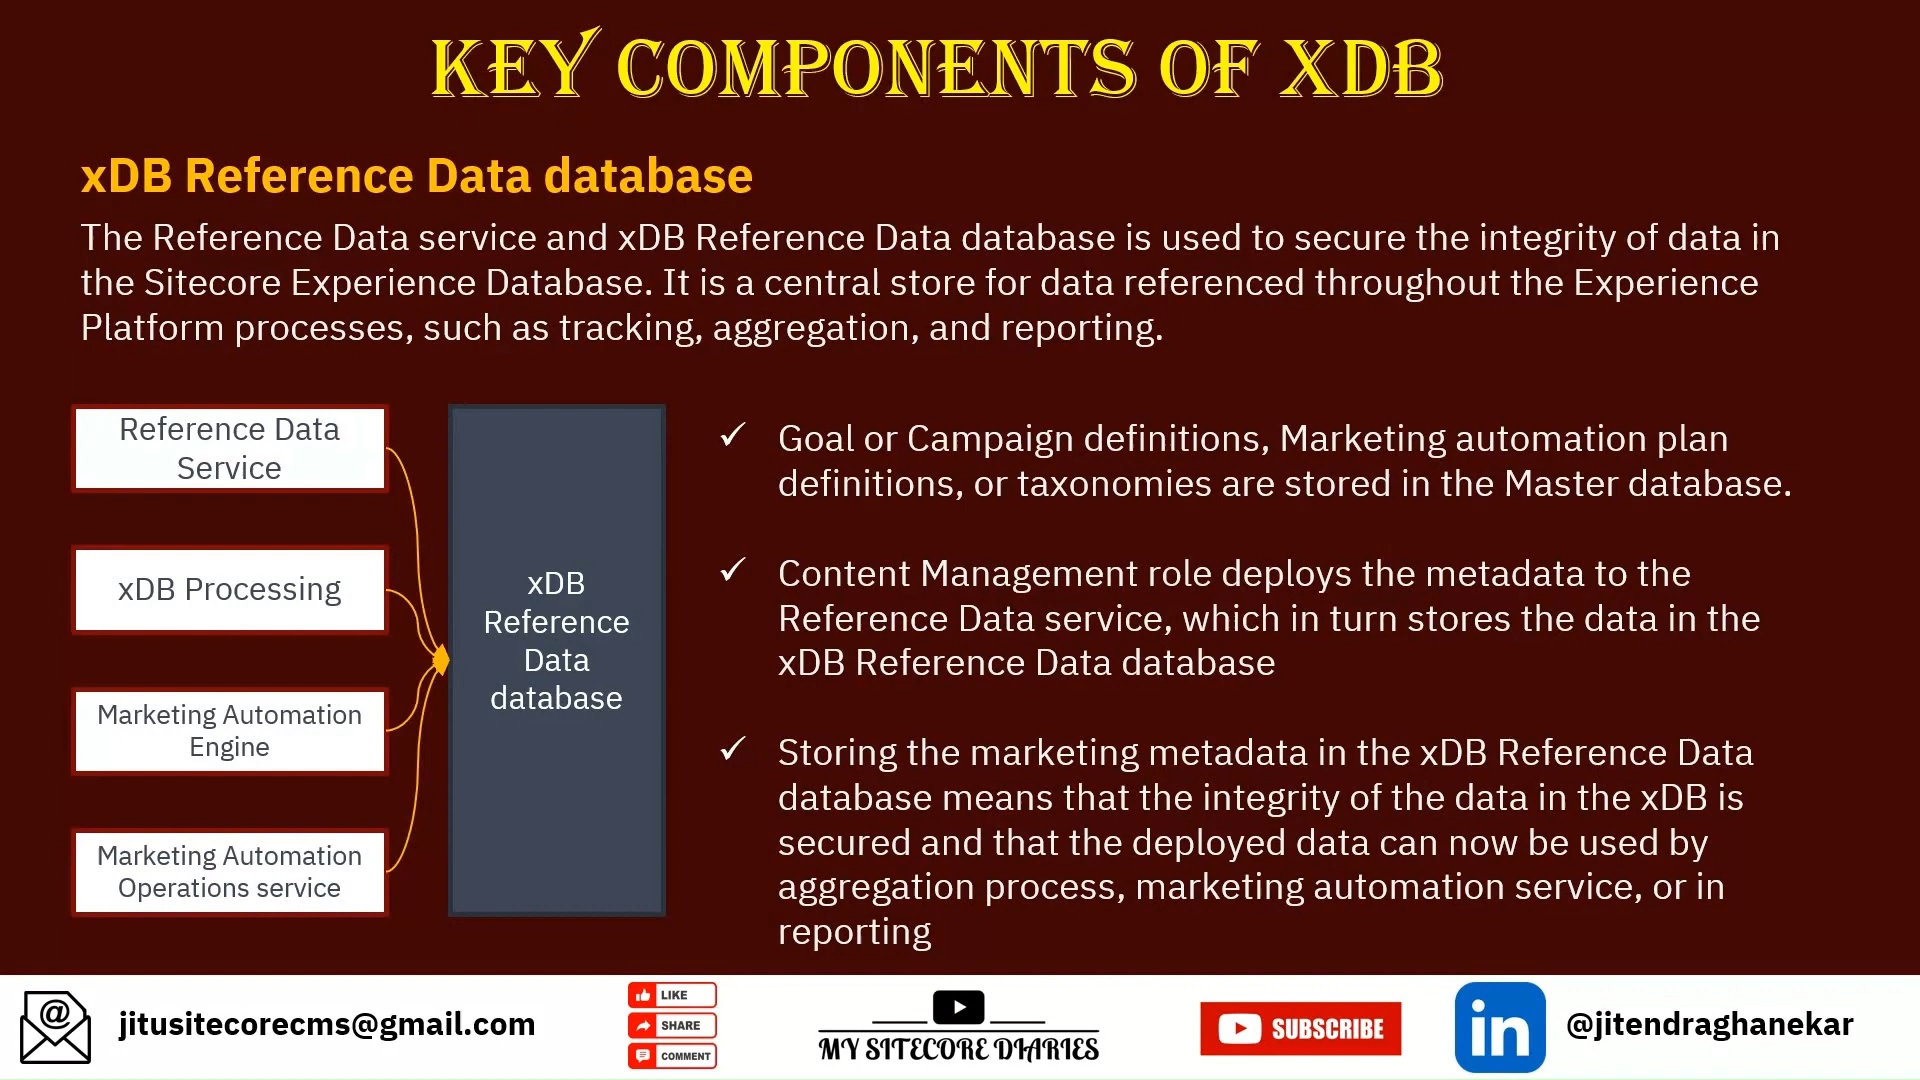 KEY COMPONENTS OF XDB
xDB Reference Data database
The Reference Data service and xDB Reference Data database is used to secure the integrity of data in
the Sitecore Experience Database. It is a central store for data referenced throughout the Experience
Platform processes, such as tracking, aggregation, and reporting.
Reference Data
Service
xDB Processing
Marketing Automation
Engine
Marketing Automation
Operations service
xDB
Reference
Data
database
✓ Goal or Campaign definitions, Marketing automation plan
definitions, or taxonomies are stored in the Master database.
✓ Content Management role deploys the metadata to the
Reference Data service, which in turn stores the data in the
xDB Reference Data database
✓ Storing the marketing metadata in the xDB Reference Data
database means that the integrity of the data in the xDB is
secured and that the deployed data can now be used by
aggregation process, marketing automation service, or in
reporting
@
jitusitecorecms@gmail.com
LIKE
SHARE
COMMENT
MY SITECORE DIARIES
SUBSCRIBE
in
@jitendraghanekar